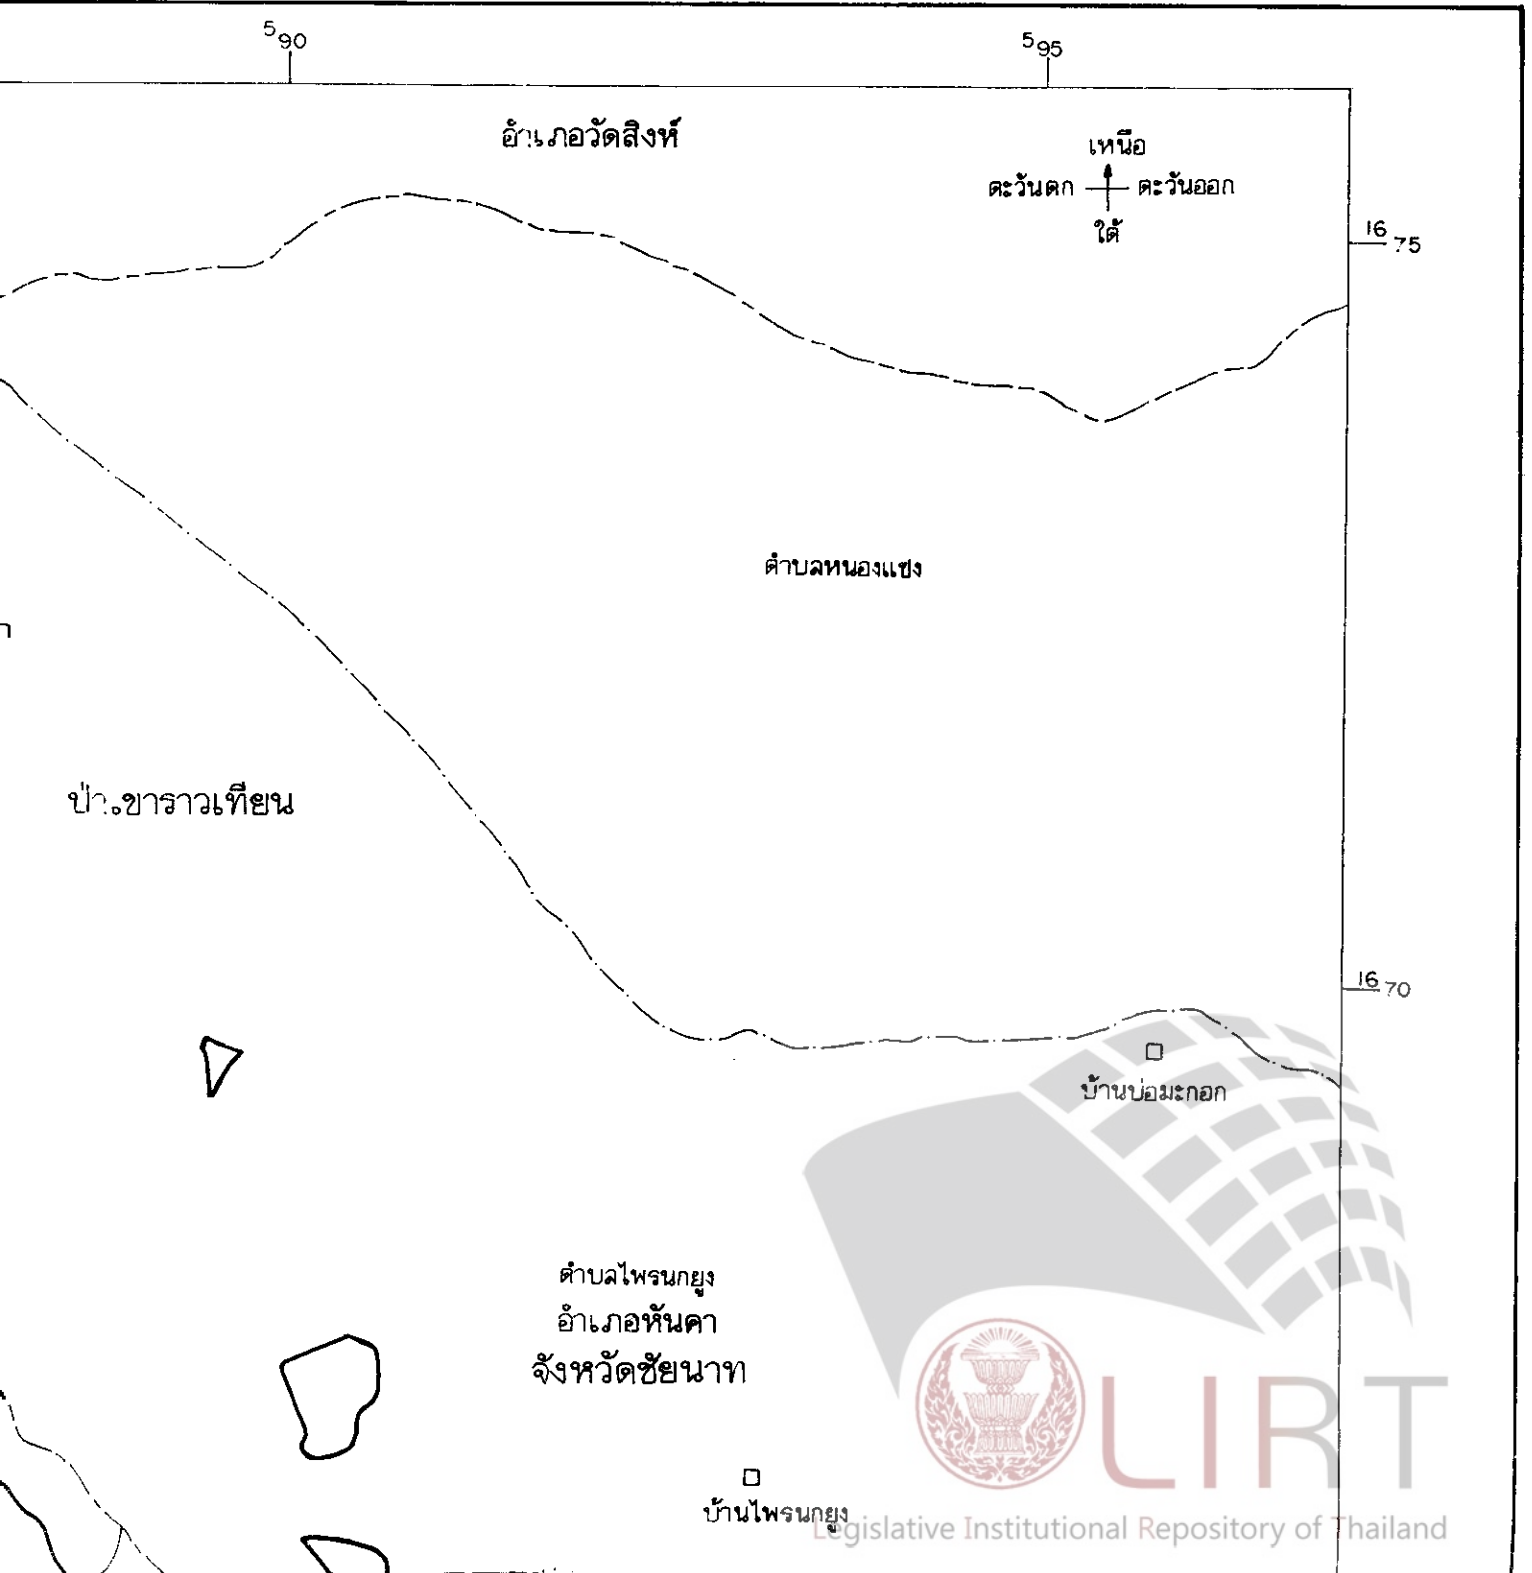 590
595
อำเภอวัดสิงห์
เหนือ
ตะวันตก ตะวันออก
ใต้
16 75
ตำบลหนองแซง
ป่าเขาราวเทียน
16 70
บ้านบ่อมะกอก
ตำบลไพรนกยูง
อำเภอหันคา
จังหวัดชัยนาท
LIRT
บ้านไพรนกยูง
Legislative Institutional Repository of Thailand